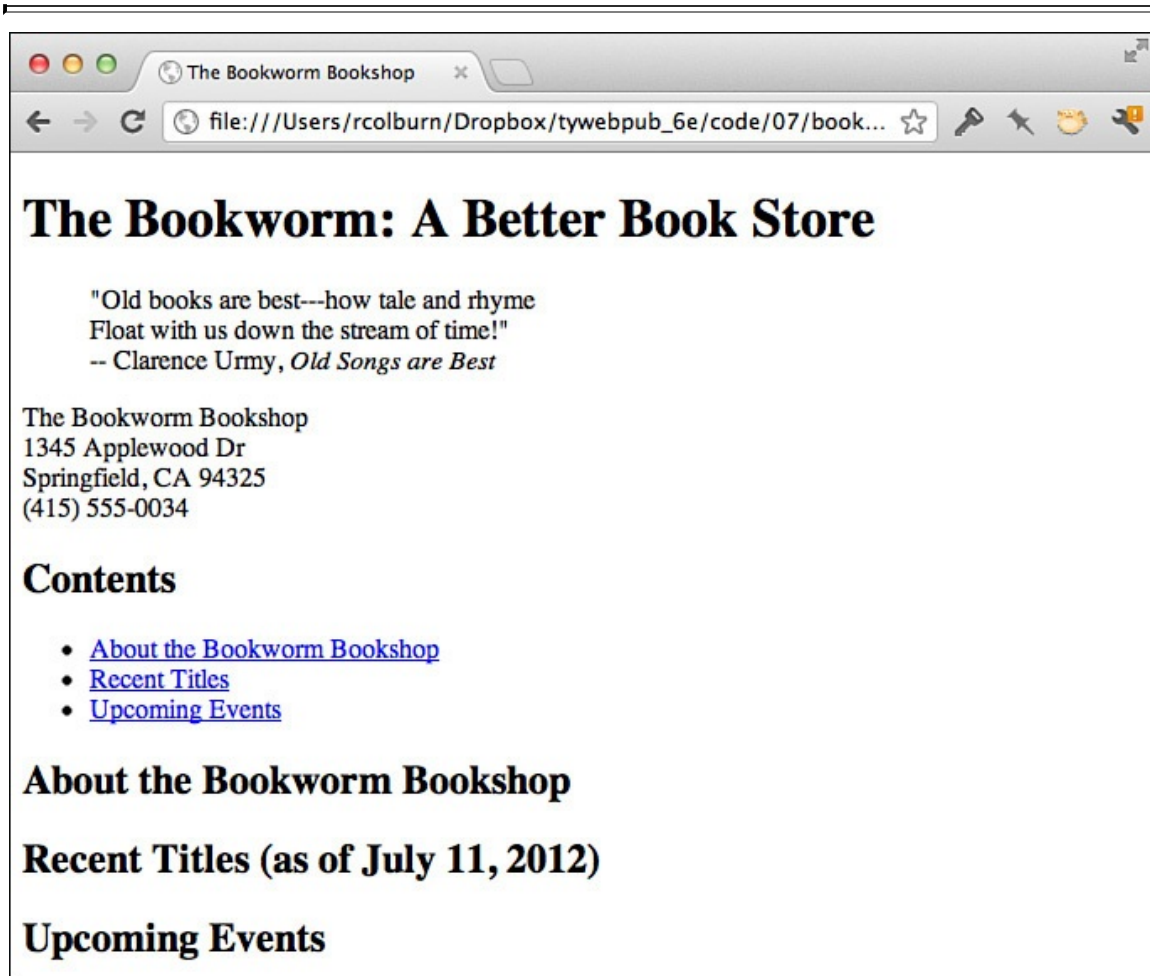 The Bookworm Bookshop
file:///Users/rcolburn/Dropbox/tywebpub_6e/code/07/book...
The Bookworm: A Better Book Store
"Old books are best---how tale and rhyme
Float with us down the stream of time!"
-- Clarence Urmy, Old Songs are Best
The Bookworm Bookshop
1345 Applewood Dr
Springfield, CA 94325
(415) 555-0034
Contents
• About the Bookworm Bookshop
• Recent Titles
• Upcoming Events
About the Bookworm Bookshop
Recent Titles (as of July 11, 2012)
Upcoming Events